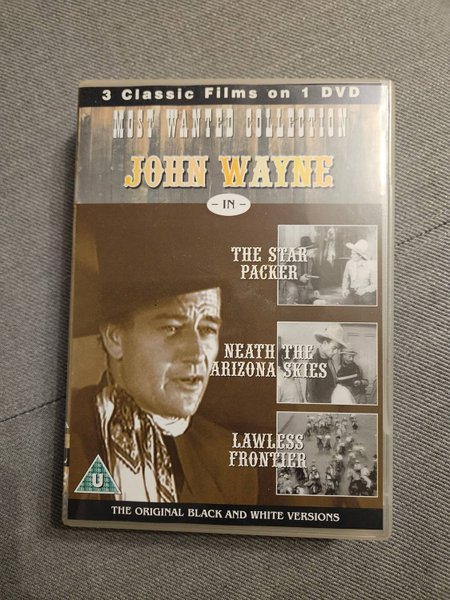 3 Classic Films on 1 DVD
MOST WANTED COLLECTION
JOHN WAYNE
– IN –
THE STAR
PACKER
NEATH THE
ARIZONA SKIES
LAWLESS
FRONTIER
U
THE ORIGINAL BLACK AND WHITE VERSIONS